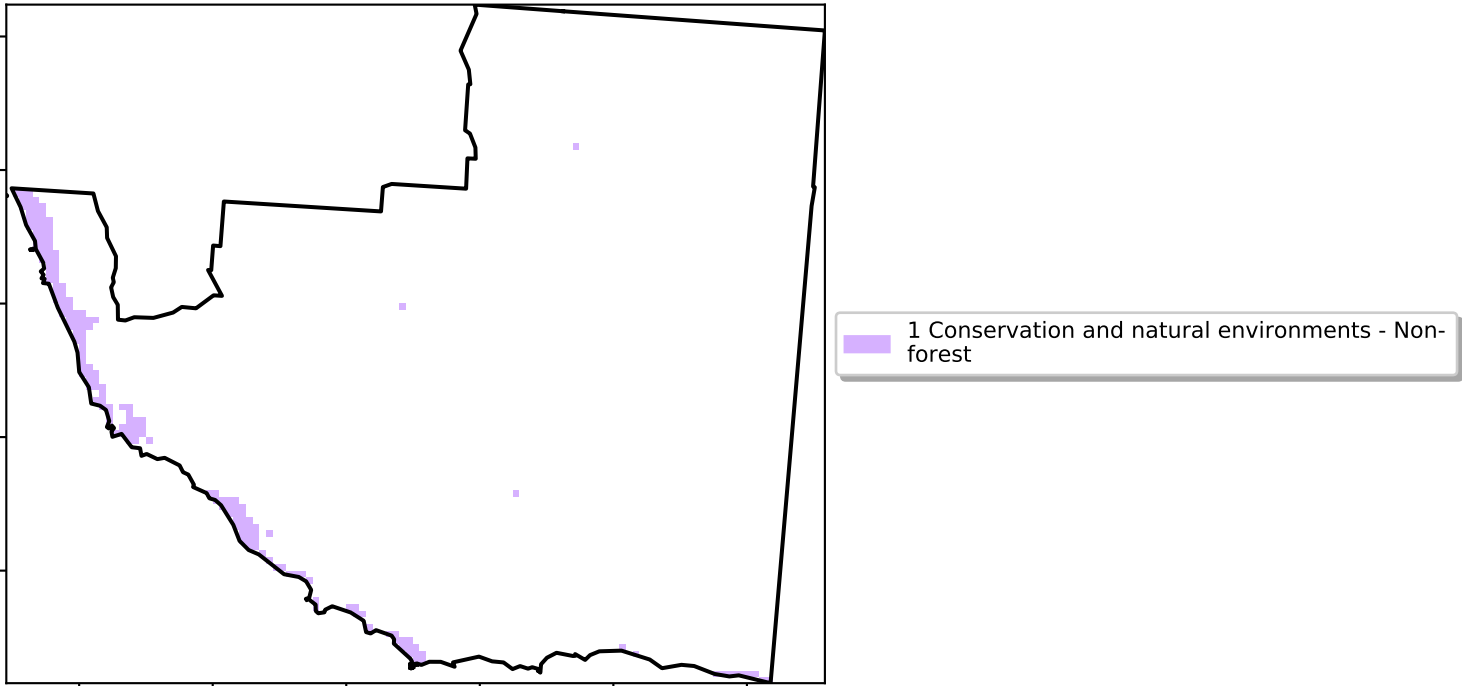 1 Conservation and natural environments - Non-
forest